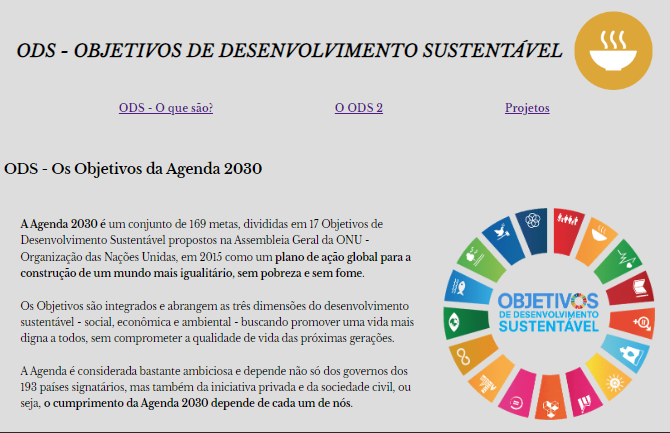 ODS - OBJETIVOS DE DESENVOLVIMENTO SUSTENTÁVEL
ODS - O que são?
O ODS 2
Projetos
ODS - Os Objetivos da Agenda 2030
A Agenda 2030 é um conjunto de 169 metas, divididas em 17 Objetivos de
Desenvolvimento Sustentável propostos na Assembleia Geral da ONU -
Organização das Nações Unidas, em 2015 como um plano de ação global para a
construção de um mundo mais igualitário, sem pobreza e sem fome.
Os Objetivos são integrados e abrangem as três dimensões do desenvolvimento
sustentável - social, econômica e ambiental - buscando promover uma vida mais
digna a todos, sem comprometer a qualidade de vida das próximas gerações.
A Agenda é considerada bastante ambiciosa e depende não só dos governos dos
193 países signatários, mas também da iniciativa privada e da sociedade civil, ou
seja, o cumprimento da Agenda 2030 depende de cada um de nós.
OBJETIVOS
DE DESENVOLVIMENTO
SUSTENTÁVEL